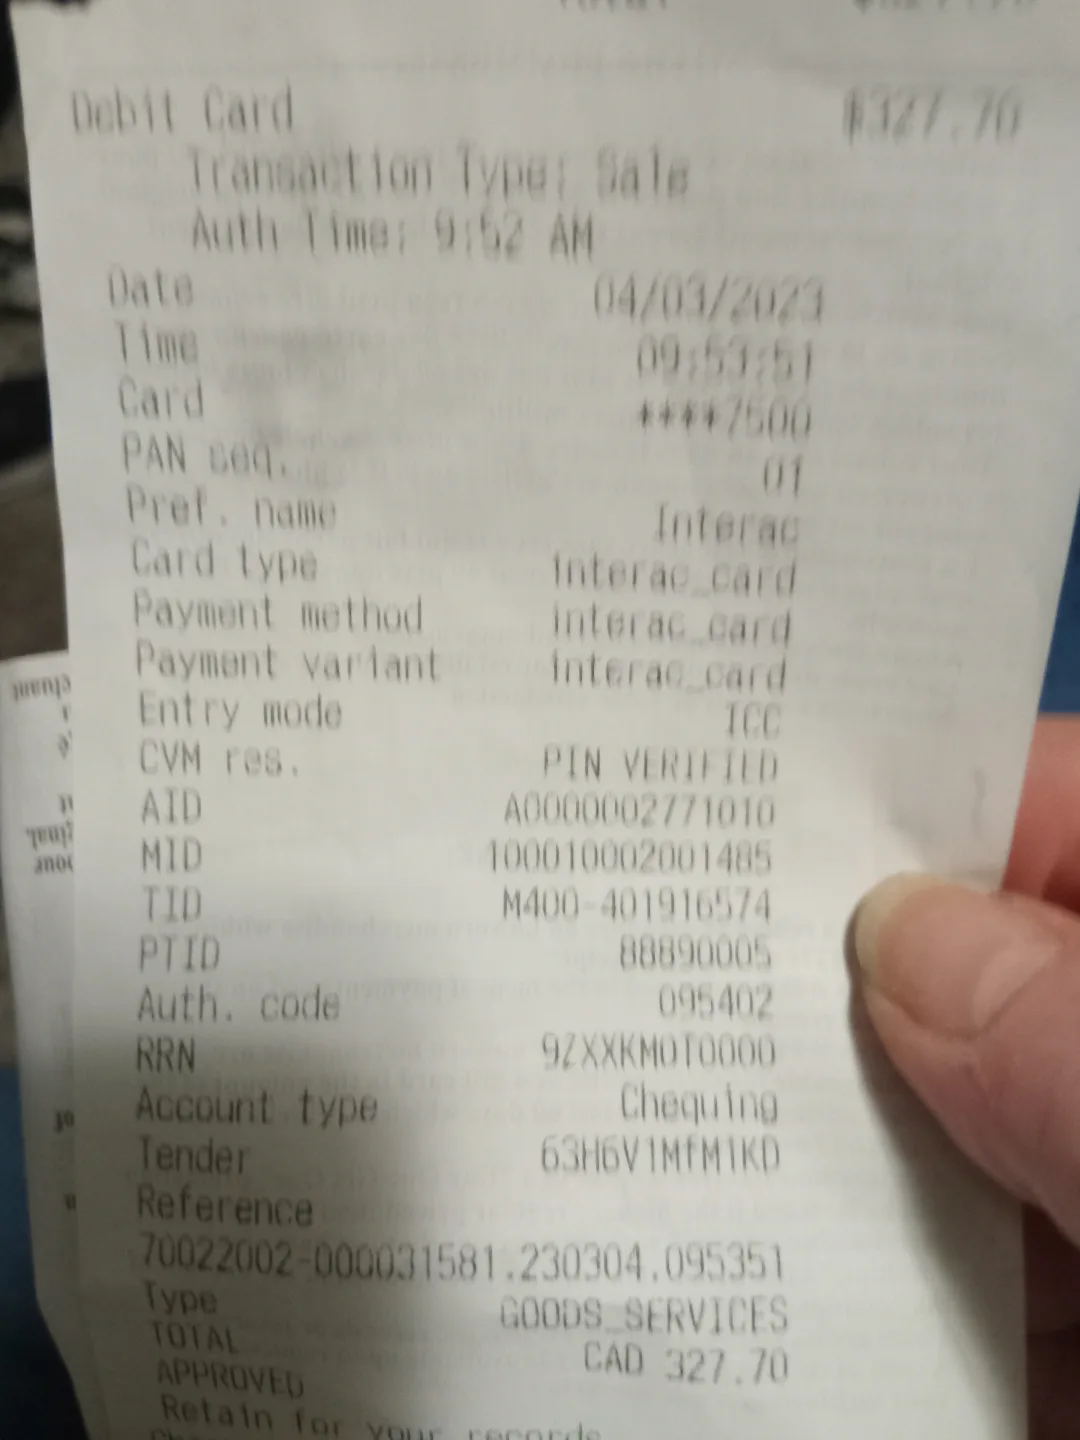 Total $327.70
Debit Card $327.70
Transaction Type: Sale
Auth Time: 9:52 AM
Date 04/03/2023
Time 09:53:51
Card ****7500
PAN seq. 01
Pref. name Interac
Card type interac_card
Payment method interac_card
Payment variant interac_card
Entry mode ICC
CVM res. PIN VERIFIED
AID A0000002771010
MID 100010002001485
TID M400-401916574
PTID 88890005
Auth. code 095402
RRN 9ZXXKM0T0000
Account type Chequing
Tender 63H6V1MfM1KD
Reference
70022002-000031581.230304.095351
Type GOODS_SERVICES
TOTAL CAD 327.70
APPROVED
Retain for your records